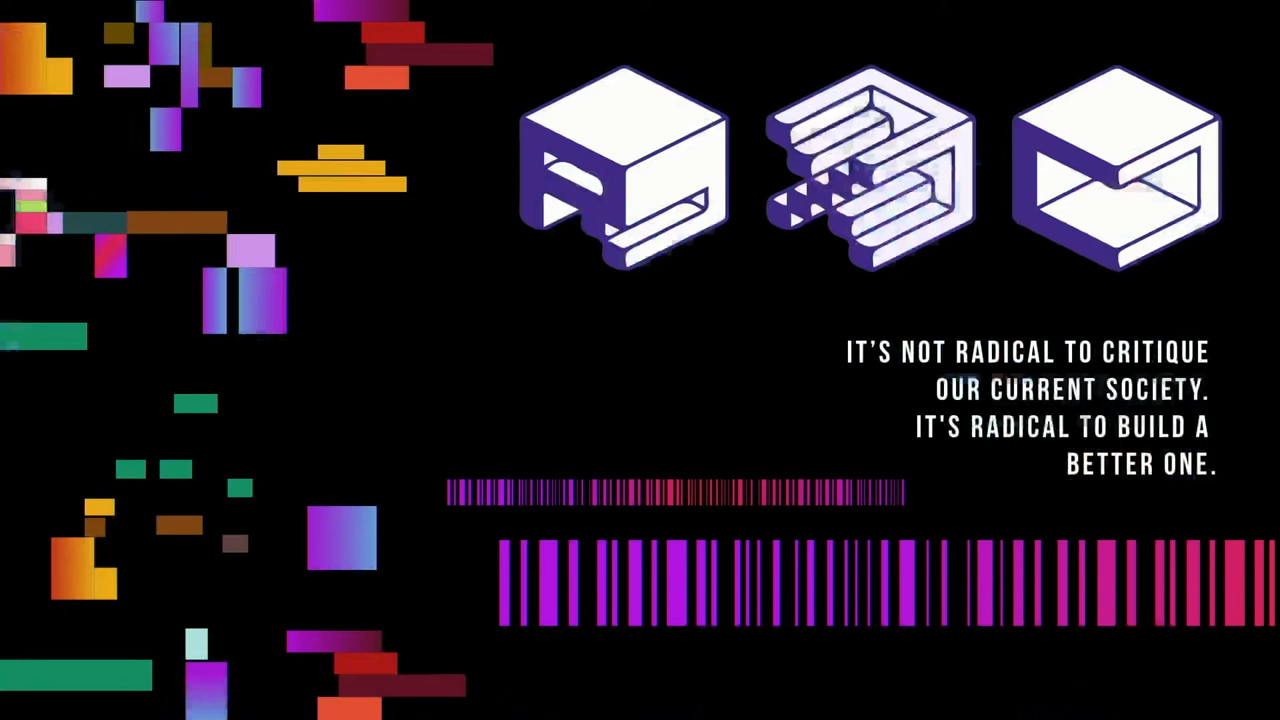 IT’S NOT RADICAL TO CRITIQUE
OUR CURRENT SOCIETY.
IT'S RADICAL TO BUILD A
BETTER ONE.